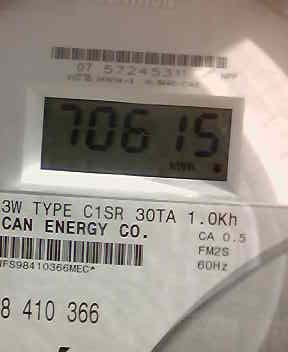 07 57245311
70615
3W TYPE C1SR 30TA 1.0Kh
CAN ENERGY CO.
CA 0.5
FM2S
60Hz
FS98410366MEC*
8 410 366